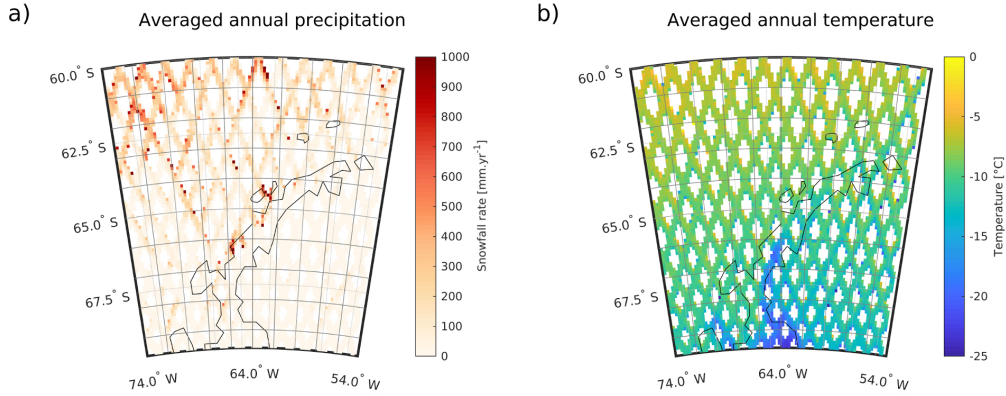 a)
Averaged annual precipitation
60.0° S
62.5° S
65.0° S
67.5° S
74.0° W
64.0° W
54.0° W
1000
900
800
700
600
500
400
300
200
100
0
Snowfall rate [mm.yr⁻¹]
b)
Averaged annual temperature
60.0° S
62.5° S
65.0° S
67.5° S
74.0° W
64.0° W
54.0° W
0
-5
-10
-15
-20
-25
Temperature [°C]